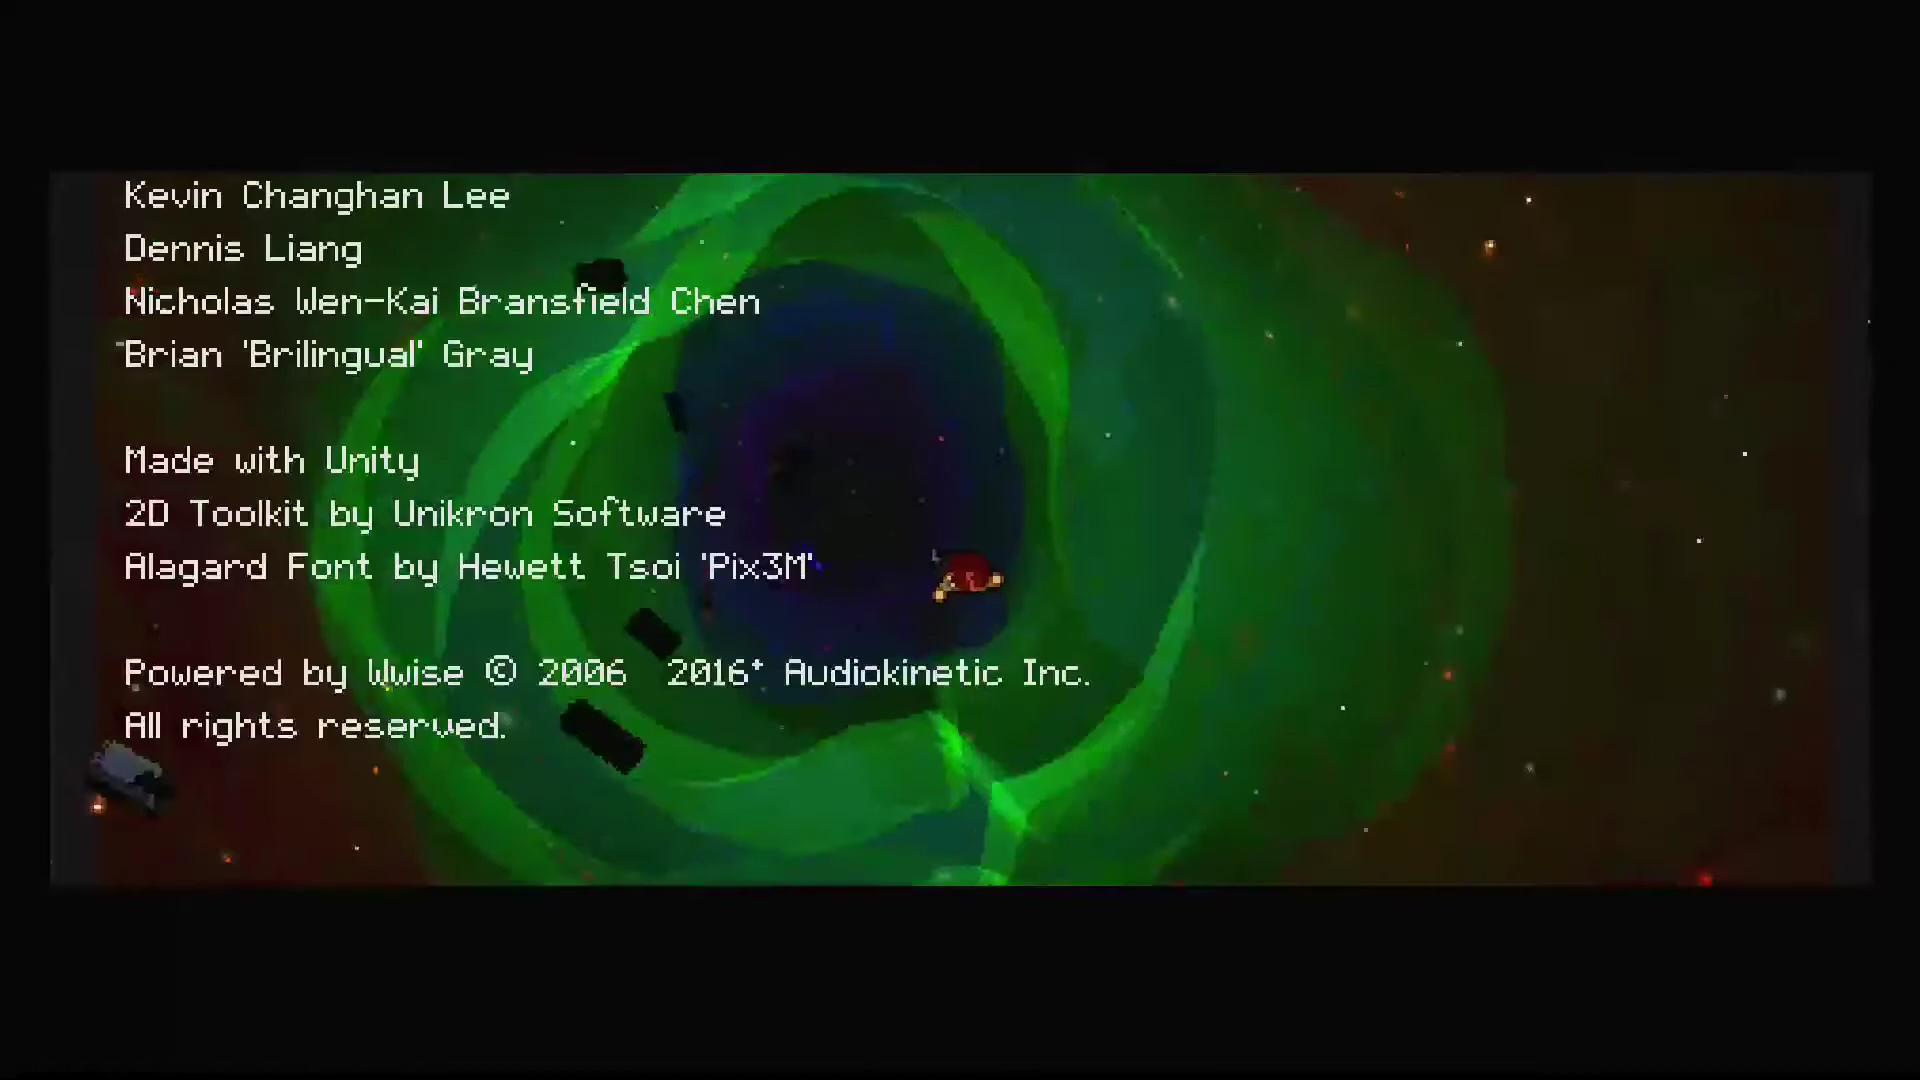 Kevin Changhan Lee
Dennis Liang
Nicholas Wen-Kai Bransfield Chen
Brian 'Brilingual' Gray
Made with Unity
2D Toolkit by Unikron Software
Alagard Font by Hewett Tsoi 'Pix3M'
Powered by Wwise © 2006  2016* Audiokinetic Inc.
All rights reserved.